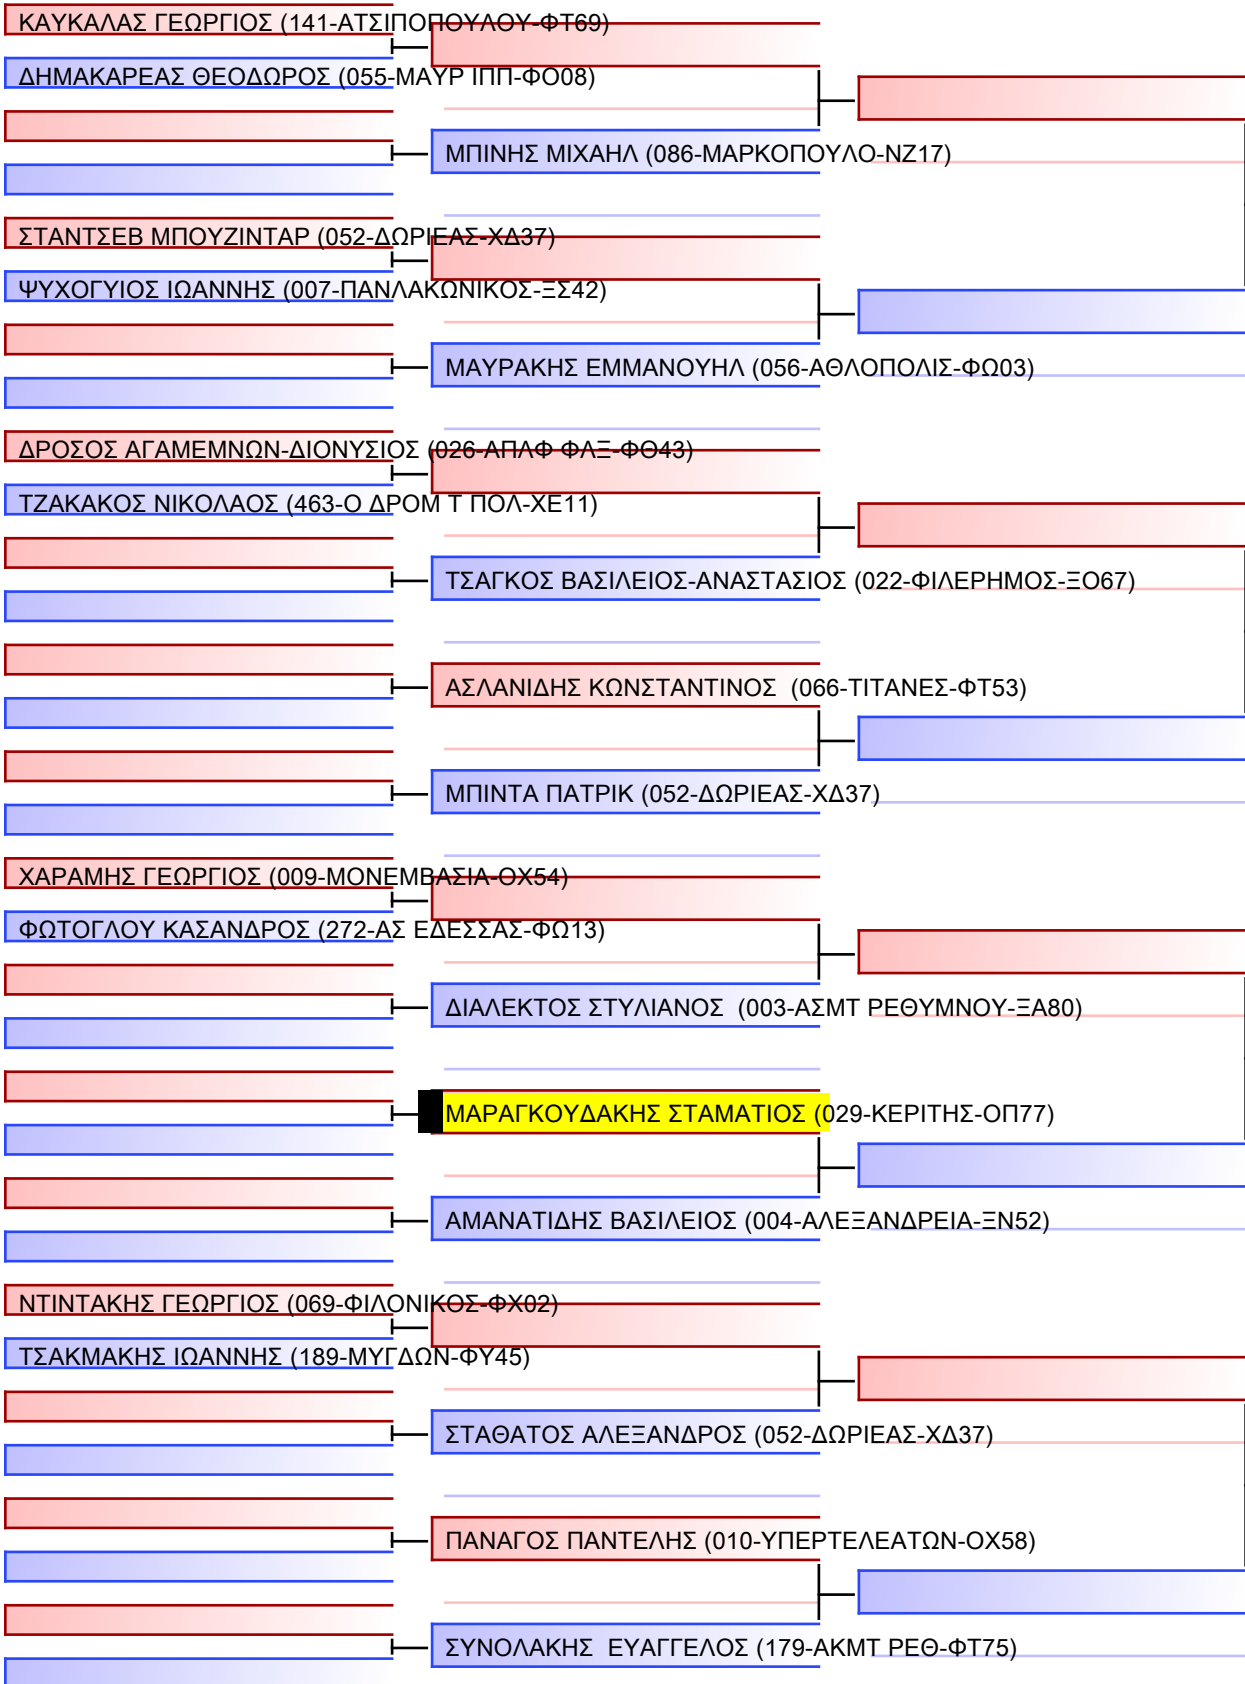 ΚΑΥΚΑΛΑΣ ΓΕΩΡΓΙΟΣ (141-ΑΤΣΙΠΟΠΟΥΛΟΥ-ΦΤ69)
ΔΗΜΑΚΑΡΕΑΣ ΘΕΟΔΩΡΟΣ (055-ΜΑΥΡ ΙΠΠ-ΦΟ08)
ΜΠΙΝΗΣ ΜΙΧΑΗΛ (086-ΜΑΡΚΟΠΟΥΛΟ-ΝΖ17)
ΣΤΑΝΤΣΕΒ ΜΠΟΥΖΙΝΤΑΡ (052-ΔΩΡΙΕΑΣ-ΧΔ37)
ΨΥΧΟΓΥΙΟΣ ΙΩΑΝΝΗΣ (007-ΠΑΝΛΑΚΩΝΙΚΟΣ-ΞΣ42)
ΜΑΥΡΑΚΗΣ ΕΜΜΑΝΟΥΗΛ (056-ΑΘΛΟΠΟΛΙΣ-ΦΩ03)
ΔΡΟΣΟΣ ΑΓΑΜΕΜΝΩΝ-ΔΙΟΝΥΣΙΟΣ (026-ΑΠΛΦ ΦΛΞ-ΦΘ43)
ΤΖΑΚΑΚΟΣ ΝΙΚΟΛΑΟΣ (463-Ο ΔΡΟΜ Τ ΠΟΛ-ΧΕ11)
ΤΣΑΓΚΟΣ ΒΑΣΙΛΕΙΟΣ-ΑΝΑΣΤΑΣΙΟΣ (022-ΦΙΛΕΡΗΜΟΣ-ΞΟ67)
ΑΣΛΑΝΙΔΗΣ ΚΩΝΣΤΑΝΤΙΝΟΣ (066-ΤΙΤΑΝΕΣ-ΦΤ53)
ΜΠΙΝΤΑ ΠΑΤΡΙΚ (052-ΔΩΡΙΕΑΣ-ΧΔ37)
ΧΑΡΑΜΗΣ ΓΕΩΡΓΙΟΣ (009-ΜΟΝΕΜΒΑΣΙΑ-ΟΧ54)
ΦΩΤΟΓΛΟΥ ΚΑΣΑΝΔΡΟΣ (272-ΑΣ ΕΔΕΣΣΑΣ-ΦΩ13)
ΔΙΑΛΕΚΤΟΣ ΣΤΥΛΙΑΝΟΣ (003-ΑΣΜΤ ΡΕΘΥΜΝΟΥ-ΞΑ80)
ΜΑΡΑΓΚΟΥΔΑΚΗΣ ΣΤΑΜΑΤΙΟΣ (029-ΚΕΡΙΤΗΣ-ΟΠ77)
ΑΜΑΝΑΤΙΔΗΣ ΒΑΣΙΛΕΙΟΣ (004-ΑΛΕΞΑΝΔΡΕΙΑ-ΞΝ52)
ΝΤΙΝΤΑΚΗΣ ΓΕΩΡΓΙΟΣ (069-ΦΙΛΟΝΙΚΟΣ-ΦΧ02)
ΤΣΑΚΜΑΚΗΣ ΙΩΑΝΝΗΣ (189-ΜΥΓΔΩΝ-ΦΥ45)
ΣΤΑΘΑΤΟΣ ΑΛΕΞΑΝΔΡΟΣ (052-ΔΩΡΙΕΑΣ-ΧΔ37)
ΠΑΝΑΓΟΣ ΠΑΝΤΕΛΗΣ (010-ΥΠΕΡΤΕΛΕΑΤΩΝ-ΟΧ58)
ΣΥΝΟΛΑΚΗΣ ΕΥΑΓΓΕΛΟΣ (179-ΑΚΜΤ ΡΕΘ-ΦΤ75)